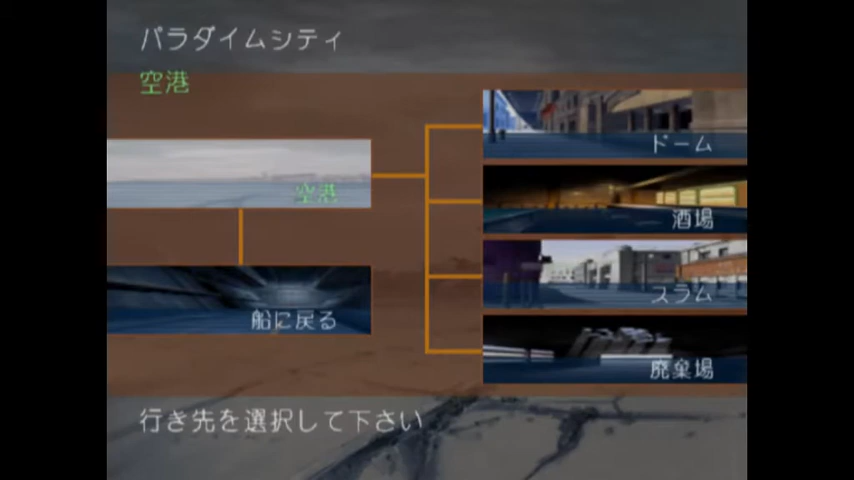 パラダイムシティ
空港
空港
船に戻る
ドーム
酒場
スラム
廃棄場
行き先を選択して下さい